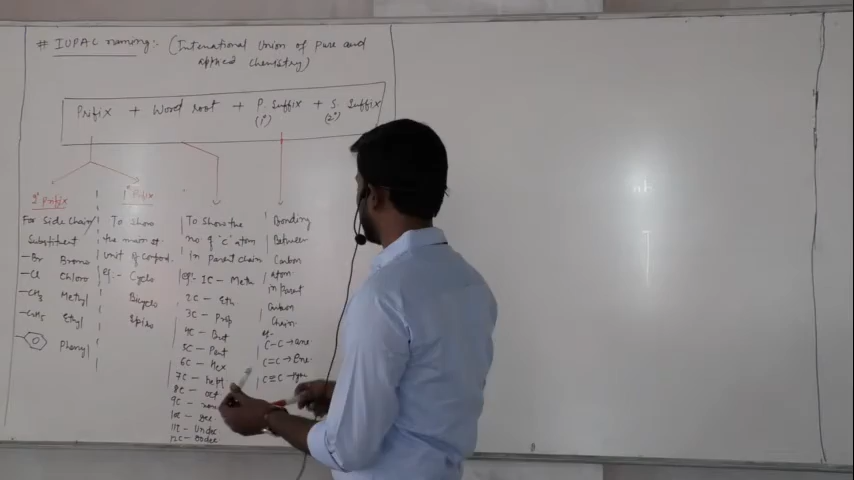 # IUPAC naming:- (International Union of Pure and
applied chemistry)
Prefix + Word root + P. Suffix + S. Suffix
(1°) (2°)
2° Prefix
For Side Chain/
Substituent
-Br Bromo
-Cl Chloro
-CH3 Methyl
-C2H5 Ethyl
Phenyl
1° Prefix
To show
the main st.
unit of compd.
eg:- Cyclo
Bicyclo
Spiro
To Show the
no of 'c' atom
in Parent chain
eg:- 1C - Meth
2C - Eth
3C - Prop
4C - But
5C - Pent
6C - Hex
7C - hept
8C - oct
9C - non
10C - Dec
11C - Undec
12C - Dodec
Bonding
Between
Carbon
atom
in Parent
Carbon
Chain
eg-
C-C → ane
C=C → Ene
C≡C → yne